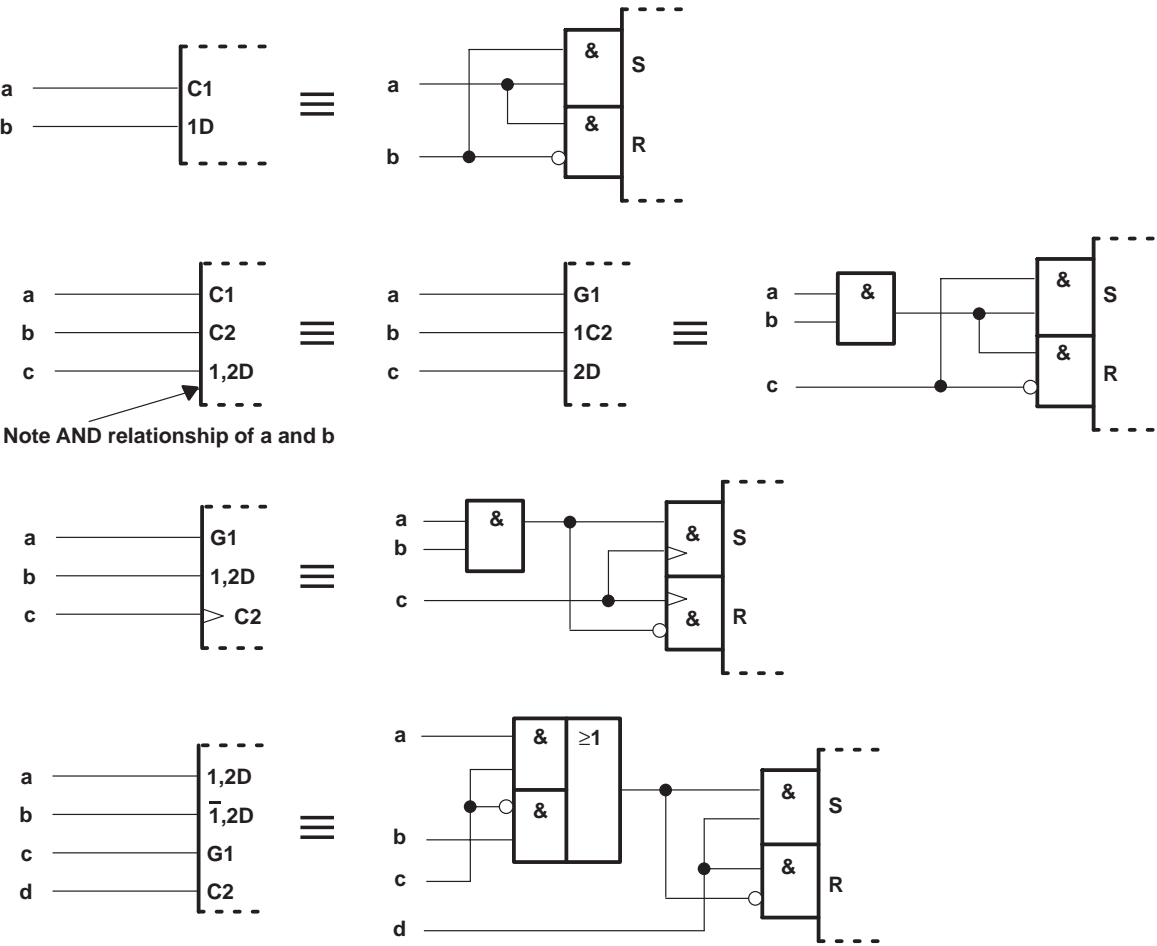 a
C1
b
1D
≡
a
b
&
S
&
R
a
C1
b
C2
c
1,2D
Note AND relationship of a and b
≡
a
G1
b
1C2
c
2D
≡
a
b
&
c
&
S
&
R
a
G1
b
1,2D
c
C2
≡
a
b
&
c
&
S
&
R
a
1,2D
b
1̅,2D
c
G1
d
C2
≡
a
&
≥1
&
b
c
d
&
S
&
R